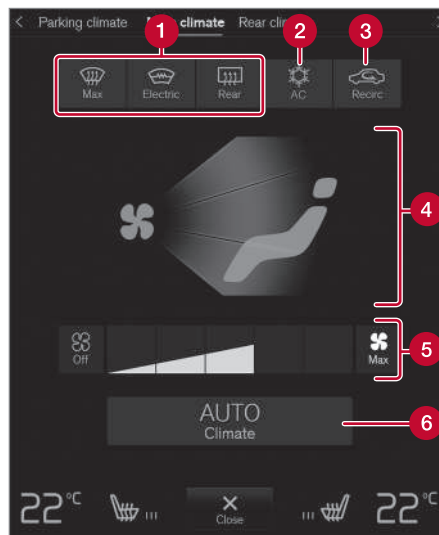 Parking climate climate Rear
1 2 3
Max Electric Rear AC Recirc
4
Off Max 5
AUTO 6
Climate
22°C 22°C
Close